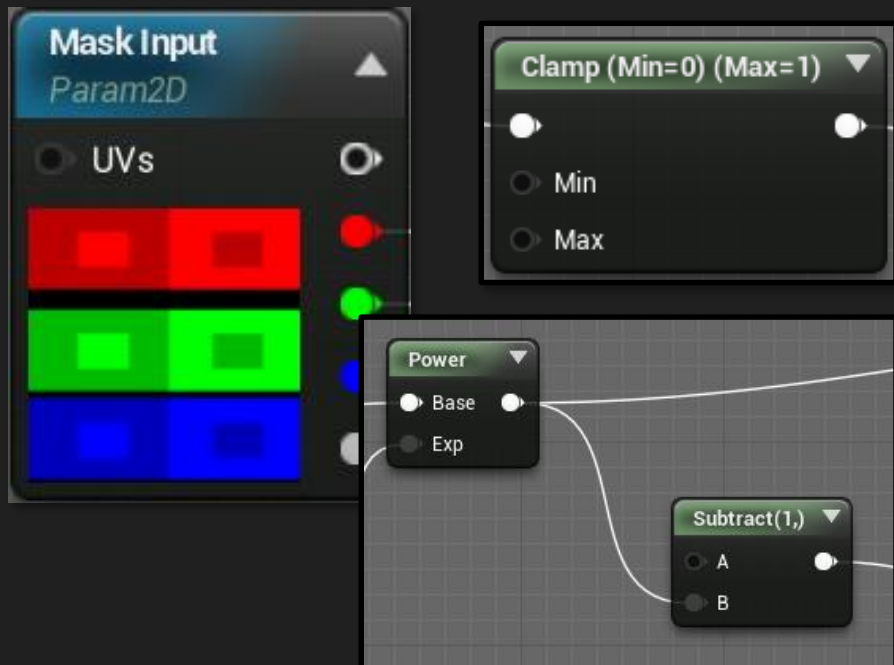 Mask Input
Param2D
UVs
Clamp (Min=0) (Max=1)
Min
Max
Power
Base
Exp
Subtract(1,)
A
B